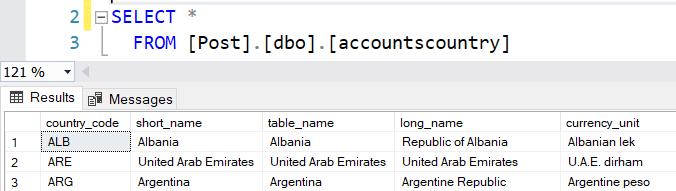 2 SELECT *
3 FROM [Post].[dbo].[accountscountry]
121 %
Results Messages
country_code short_name table_name long_name currency_unit
1 ALB Albania Albania Republic of Albania Albanian lek
2 ARE United Arab Emirates United Arab Emirates United Arab Emirates U.A.E. dirham
3 ARG Argentina Argentina Argentine Republic Argentine peso